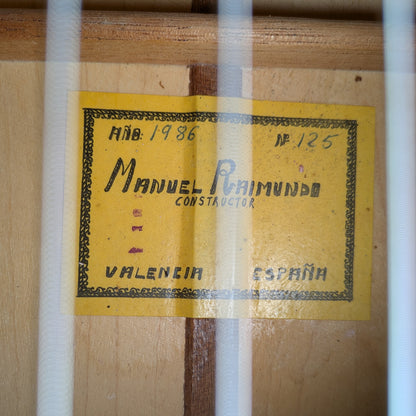 AÑO: 1986 Nº 125
MANUEL RAIMUNDO
CONSTRUCTOR
VALENCIA ESPAÑA